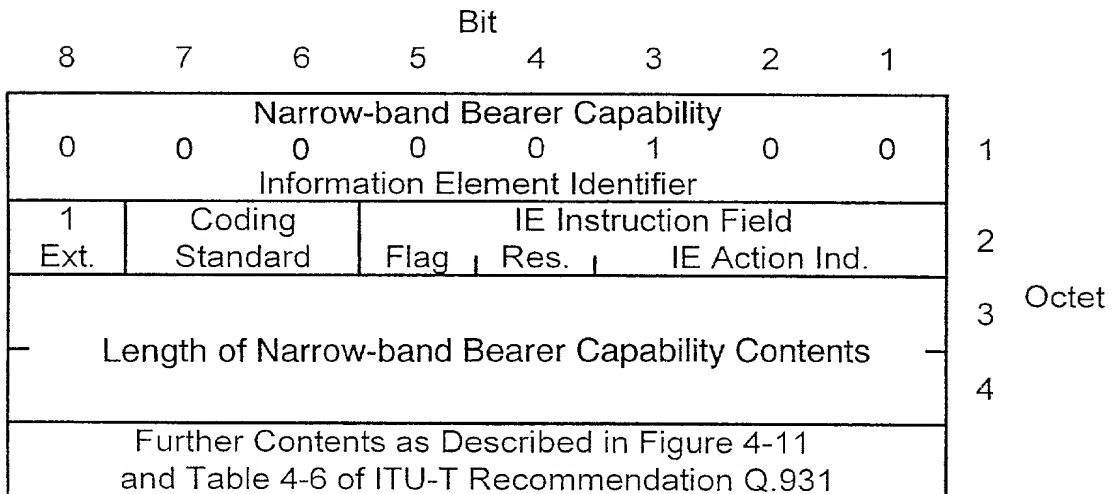 Bit
8 7 6 5 4 3 2 1
Narrow-band Bearer Capability
0 0 0 0 0 1 0 0 1
Information Element Identifier
1 Coding IE Instruction Field
Ext. Standard Flag Res. IE Action Ind. 2
3 Octet
Length of Narrow-band Bearer Capability Contents
4
Further Contents as Described in Figure 4-11
and Table 4-6 of ITU-T Recommendation Q.931